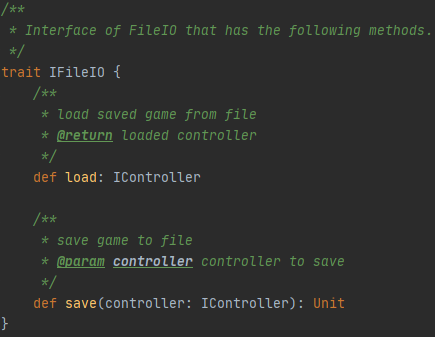 /**
 * Interface of FileIO that has the following methods.
 */
trait IFileIO {
    /**
     * load saved game from file
     * @return loaded controller
     */
    def load: IController

    /**
     * save game to file
     * @param controller controller to save
     */
    def save(controller: IController): Unit
}